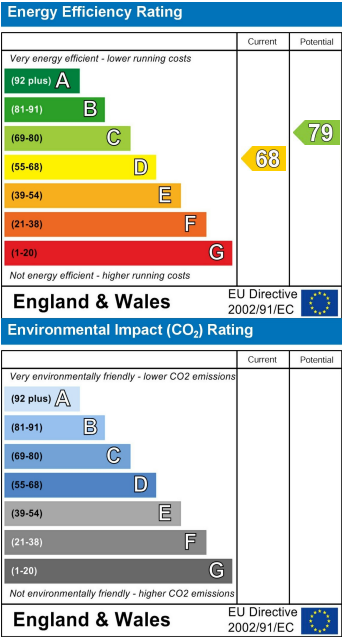 Energy Efficiency Rating
Current Potential
Very energy efficient - lower running costs
(92 plus) A
(81-91) B
(69-80) C
(55-68) D
(39-54) E
(21-38) F
(1-20) G
68
79
Not energy efficient - higher running costs
England & Wales
EU Directive
2002/91/EC
Environmental Impact (CO₂) Rating
Current Potential
Very environmentally friendly - lower CO2 emissions
(92 plus) A
(81-91) B
(69-80) C
(55-68) D
(39-54) E
(21-38) F
(1-20) G
Not environmentally friendly - higher CO2 emissions
England & Wales
EU Directive
2002/91/EC